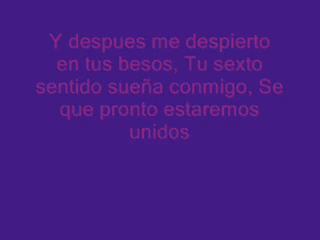 Y despues me despierto
en tus besos, Tu sexto
sentido sueña conmigo, Se
que pronto estaremos
unidos